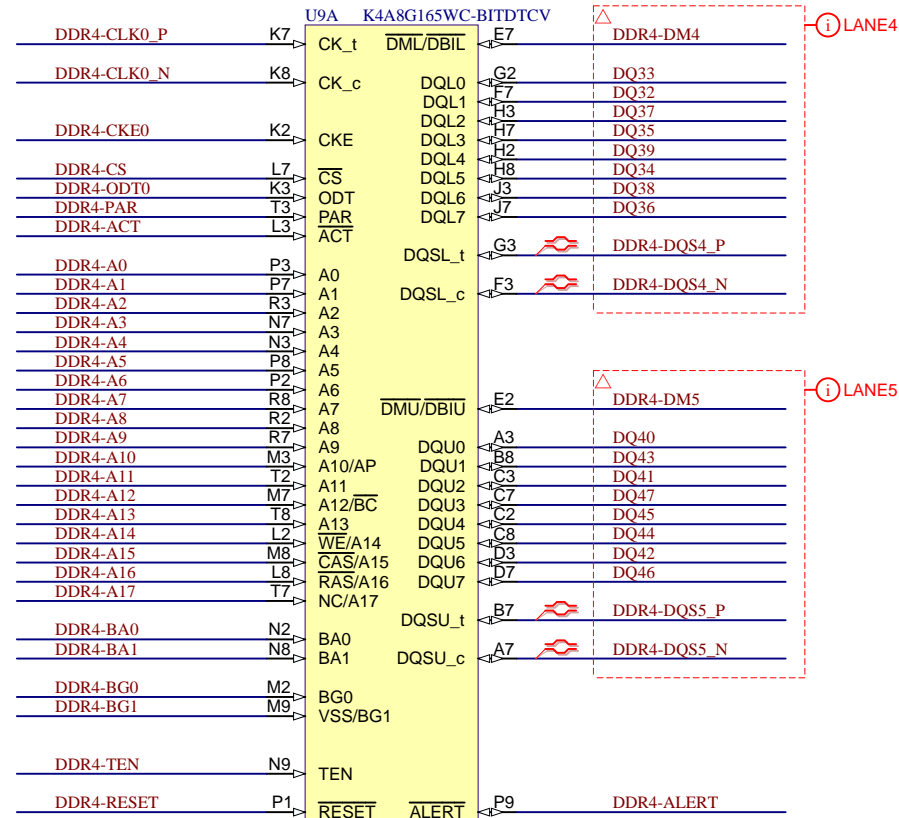 U9A K4A8G165WC-BITDTCV
DDR4-CLK0_P K7 CK_t DML/DBIL E7 DDR4-DM4 i LANE4
DDR4-CLK0_N K8 CK_c DQL0 G2 DQ33
DQL1 F7 DQ32
DQL2 H3 DQ37
DDR4-CKE0 K2 CKE DQL3 H7 DQ35
DQL4 H2 DQ39
DDR4-CS L7 CS DQL5 H8 DQ34
DDR4-ODT0 K3 ODT DQL6 J3 DQ38
DDR4-PAR T3 PAR DQL7 J7 DQ36
DDR4-ACT L3 ACT
DQSL_t G3 DDR4-DQS4_P
DDR4-A0 P3 A0
DDR4-A1 P7 A1 DQSL_c F3 DDR4-DQS4_N
DDR4-A2 R3 A2
DDR4-A3 N7 A3
DDR4-A4 N3 A4
DDR4-A5 P8 A5
DDR4-A6 P2 A6
DDR4-A7 R8 A7 DMU/DBIU E2 DDR4-DM5 i LANE5
DDR4-A8 R2 A8
DDR4-A9 R7 A9 DQU0 A3 DQ40
DDR4-A10 M3 A10/AP DQU1 B8 DQ43
DDR4-A11 T2 A11 DQU2 C3 DQ41
DDR4-A12 M7 A12/BC DQU3 C7 DQ47
DDR4-A13 T8 A13 DQU4 C2 DQ45
DDR4-A14 L2 WE/A14 DQU5 C8 DQ44
DDR4-A15 M8 CAS/A15 DQU6 D3 DQ42
DDR4-A16 L8 RAS/A16 DQU7 D7 DQ46
DDR4-A17 T7 NC/A17
DQSU_t B7 DDR4-DQS5_P
DDR4-BA0 N2 BA0
DDR4-BA1 N8 BA1 DQSU_c A7 DDR4-DQS5_N
DDR4-BG0 M2 BG0
DDR4-BG1 M9 VSS/BG1
DDR4-TEN N9 TEN
DDR4-RESET P1 RESET ALERT P9 DDR4-ALERT